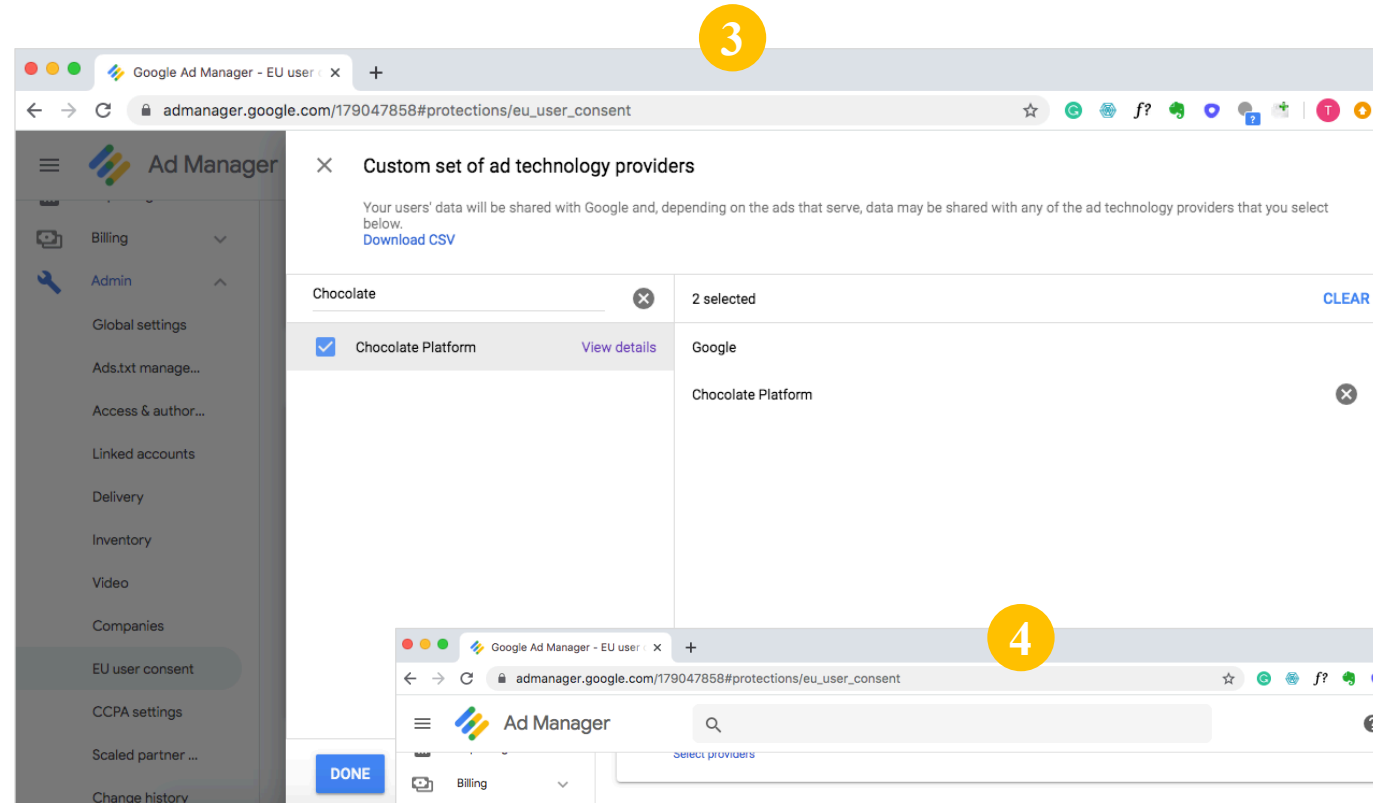 3
Google Ad Manager - EU user
admanager.google.com/179047858#protections/eu_user_consent
f?
?
T
Ad Manager
Billing
Admin
Global settings
Ads.txt manage...
Access & author...
Linked accounts
Delivery
Inventory
Video
Companies
EU user consent
CCPA settings
Scaled partner ...
Change history
Custom set of ad technology providers
Your users' data will be shared with Google and, depending on the ads that serve, data may be shared with any of the ad technology providers that you select
below.
Download CSV
Chocolate
2 selected
CLEAR
Chocolate Platform
View details
Google
Chocolate Platform
DONE
4
Google Ad Manager - EU user
admanager.google.com/179047858#protections/eu_user_consent
f?
Ad Manager
Select providers
Billing